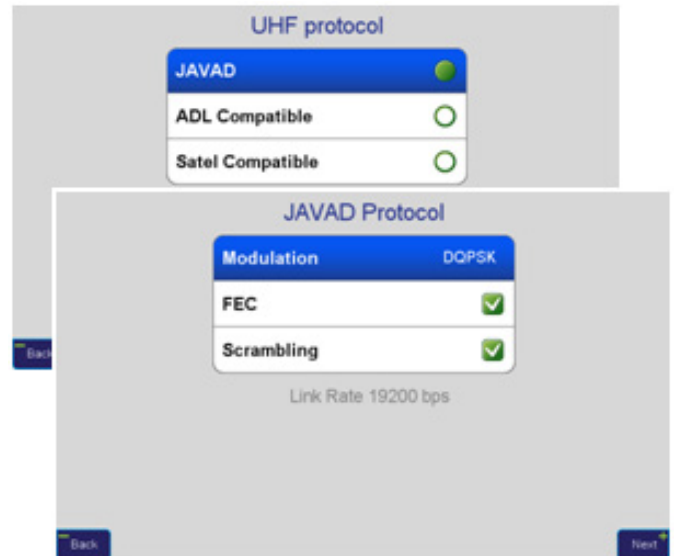 UHF protocol
JAVAD
ADL Compatible
Satel Compatible
Back
JAVAD Protocol
Modulation DQPSK
FEC
Scrambling
Link Rate 19200 bps
Back Next